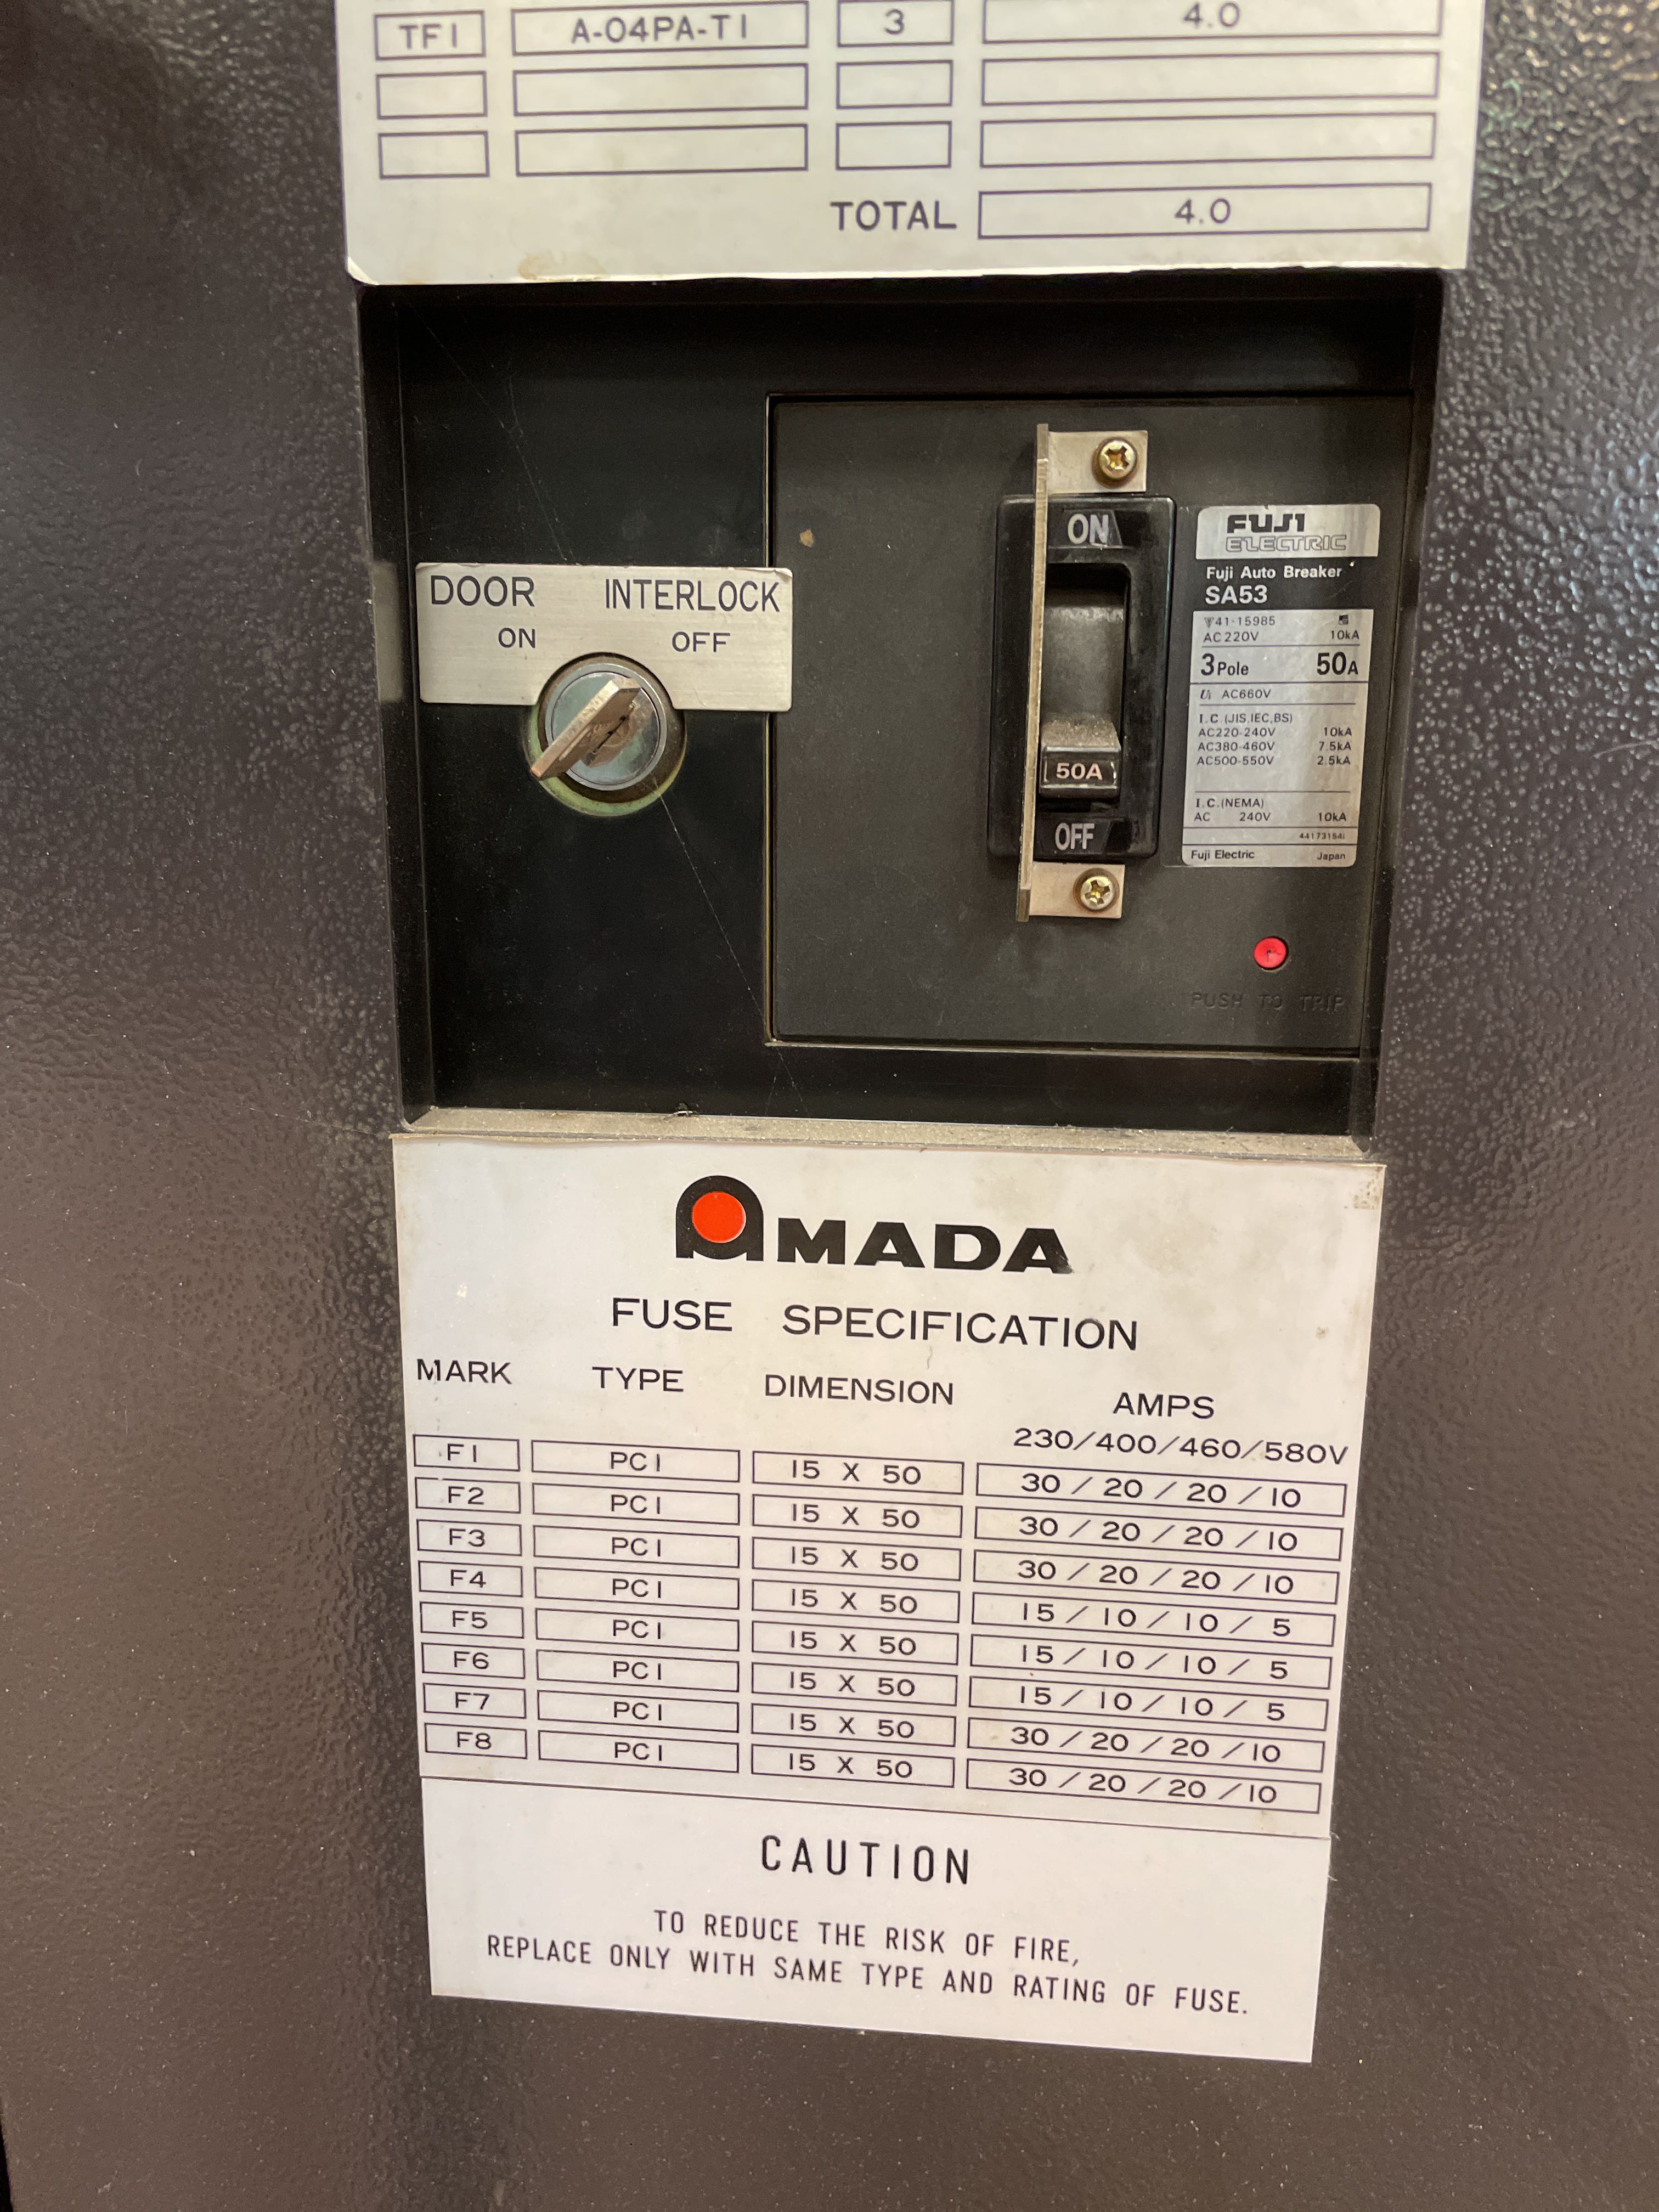 TF1 A-04PA-T1 3 4.0
TOTAL 4.0
DOOR INTERLOCK
ON OFF
ON
50A
OFF
FUJI
ELECTRIC
Fuji Auto Breaker
SA53
41-15985
AC220V 10kA
3Pole 50A
AC660V
I.C.(JIS,IEC,BS)
AC220-240V 10kA
AC380-460V 7.5kA
AC500-550V 2.5kA
I.C.(NEMA)
AC 240V 10kA
Fuji Electric Japan
PUSH TO TRIP
AMADA
FUSE SPECIFICATION
MARK TYPE DIMENSION AMPS
230/400/460/580V
F1 PC1 15 X 50 30 / 20 / 20 / 10
F2 PC1 15 X 50 30 / 20 / 20 / 10
F3 PC1 15 X 50 30 / 20 / 20 / 10
F4 PC1 15 X 50 15 / 10 / 10 / 5
F5 PC1 15 X 50 15 / 10 / 10 / 5
F6 PC1 15 X 50 15 / 10 / 10 / 5
F7 PC1 15 X 50 30 / 20 / 20 / 10
F8 PC1 15 X 50 30 / 20 / 20 / 10
CAUTION
TO REDUCE THE RISK OF FIRE,
REPLACE ONLY WITH SAME TYPE AND RATING OF FUSE.